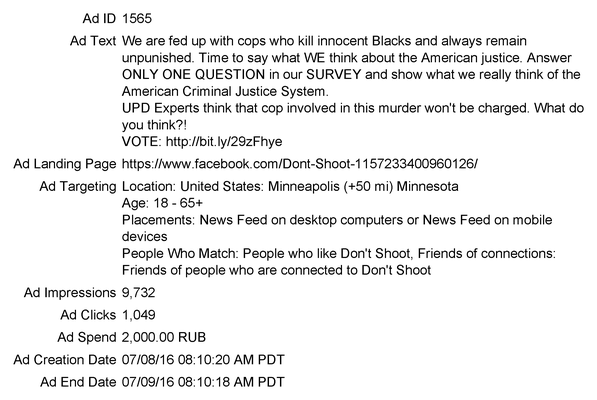 Ad ID 1565
Ad Text We are fed up with cops who kill innocent Blacks and always remain
unpunished. Time to say what WE think about the American justice. Answer
ONLY ONE QUESTION in our SURVEY and show what we really think of the
American Criminal Justice System.
UPD Experts think that cop involved in this murder won't be charged. What do
you think?!
VOTE: http://bit.ly/29zFhye
Ad Landing Page https://www.facebook.com/Dont-Shoot-1157233400960126/
Ad Targeting Location: United States: Minneapolis (+50 mi) Minnesota
Age: 18 - 65+
Placements: News Feed on desktop computers or News Feed on mobile
devices
People Who Match: People who like Don't Shoot, Friends of connections:
Friends of people who are connected to Don't Shoot
Ad Impressions 9,732
Ad Clicks 1,049
Ad Spend 2,000.00 RUB
Ad Creation Date 07/08/16 08:10:20 AM PDT
Ad End Date 07/09/16 08:10:18 AM PDT